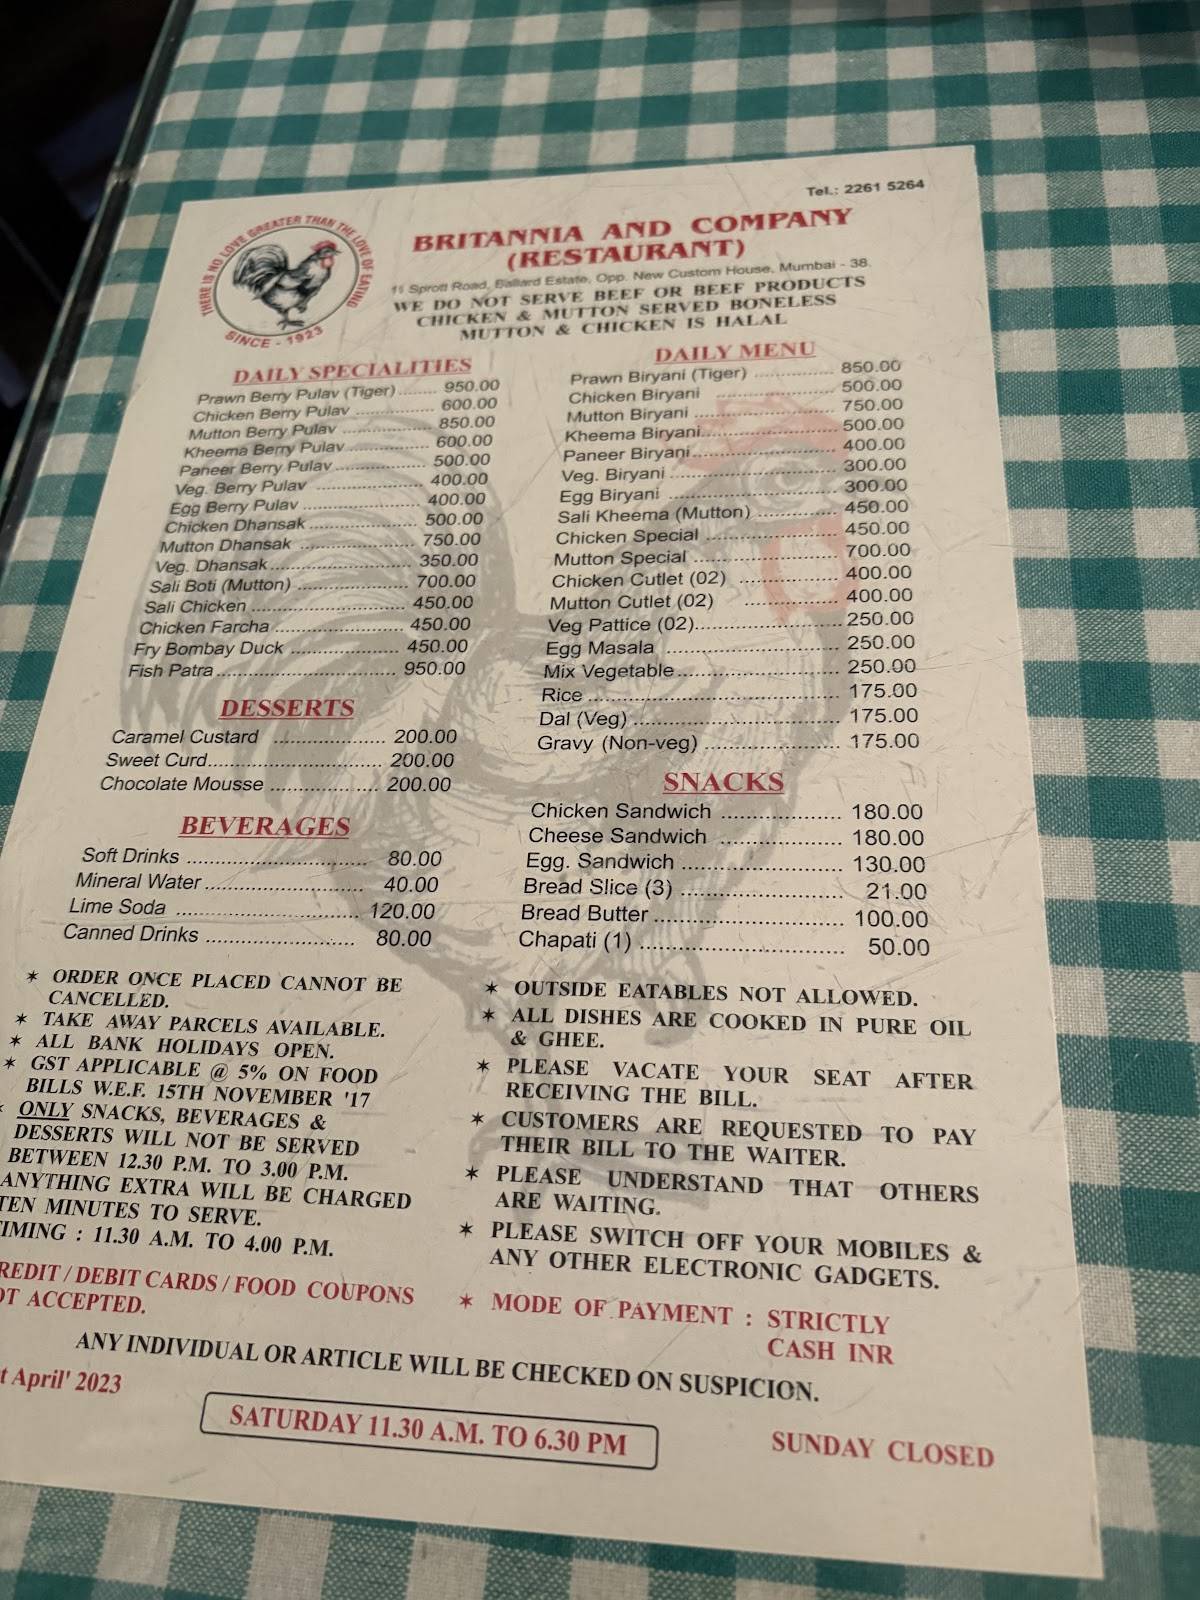 Tel.: 2261 5264
THERE IS NO LOVE GREATER THAN THE LOVE OF EATING
SINCE - 1923
BRITANNIA AND COMPANY
(RESTAURANT)
11 Sprott Road, Ballard Estate, Opp. New Custom House, Mumbai - 38.
WE DO NOT SERVE BEEF OR BEEF PRODUCTS
CHICKEN & MUTTON SERVED BONELESS
MUTTON & CHICKEN IS HALAL
DAILY SPECIALITIES
Prawn Berry Pulav (Tiger) ........ 950.00
Chicken Berry Pulav ................ 600.00
Mutton Berry Pulav .................. 850.00
Kheema Berry Pulav ................ 600.00
Paneer Berry Pulav .................. 500.00
Veg. Berry Pulav ..................... 400.00
Egg Berry Pulav ....................... 400.00
Chicken Dhansak ..................... 500.00
Mutton Dhansak ....................... 750.00
Veg. Dhansak ........................... 350.00
Sali Boti (Mutton) ..................... 700.00
Sali Chicken ............................ 450.00
Chicken Farcha ........................ 450.00
Fry Bombay Duck .................... 450.00
Fish Patra ................................. 950.00
DESSERTS
Caramel Custard .................... 200.00
Sweet Curd ............................... 200.00
Chocolate Mousse .................... 200.00
BEVERAGES
Soft Drinks ................................ 80.00
Mineral Water ............................ 40.00
Lime Soda ................................ 120.00
Canned Drinks .......................... 80.00
DAILY MENU
Prawn Biryani (Tiger) ............... 850.00
Chicken Biryani ...................... 500.00
Mutton Biryani ......................... 750.00
Kheema Biryani ........................ 500.00
Paneer Biryani .......................... 400.00
Veg. Biryani .............................. 300.00
Egg Biryani .............................. 300.00
Sali Kheema (Mutton) .............. 450.00
Chicken Special ....................... 450.00
Mutton Special ......................... 700.00
Chicken Cutlet (02) ................. 400.00
Mutton Cutlet (02) ................ 400.00
Veg Pattice (02) ......................... 250.00
Egg Masala .............................. 250.00
Mix Vegetable ............................ 250.00
Rice ........................................... 175.00
Dal (Veg) .................................... 175.00
Gravy (Non-veg) ........................ 175.00
SNACKS
Chicken Sandwich .................... 180.00
Cheese Sandwich .................... 180.00
Egg. Sandwich ........................... 130.00
Bread Slice (3) ........................... 21.00
Bread Butter ............................... 100.00
Chapati (1) .................................. 50.00
✶ ORDER ONCE PLACED CANNOT BE
CANCELLED.
✶ TAKE AWAY PARCELS AVAILABLE.
✶ ALL BANK HOLIDAYS OPEN.
✶ GST APPLICABLE @ 5% ON FOOD
BILLS W.E.F. 15TH NOVEMBER '17
✶ ONLY SNACKS, BEVERAGES &
DESSERTS WILL NOT BE SERVED
BETWEEN 12.30 P.M. TO 3.00 P.M.
ANYTHING EXTRA WILL BE CHARGED
TEN MINUTES TO SERVE.
TIMING : 11.30 A.M. TO 4.00 P.M.
REDIT / DEBIT CARDS / FOOD COUPONS
OT ACCEPTED.
✶ OUTSIDE EATABLES NOT ALLOWED.
✶ ALL DISHES ARE COOKED IN PURE OIL
& GHEE.
✶ PLEASE VACATE YOUR SEAT AFTER
RECEIVING THE BILL.
✶ CUSTOMERS ARE REQUESTED TO PAY
THEIR BILL TO THE WAITER.
✶ PLEASE UNDERSTAND THAT OTHERS
ARE WAITING.
✶ PLEASE SWITCH OFF YOUR MOBILES &
ANY OTHER ELECTRONIC GADGETS.
✶ MODE OF PAYMENT : STRICTLY
CASH INR
ANY INDIVIDUAL OR ARTICLE WILL BE CHECKED ON SUSPICION.
t April' 2023
SATURDAY 11.30 A.M. TO 6.30 PM
SUNDAY CLOSED